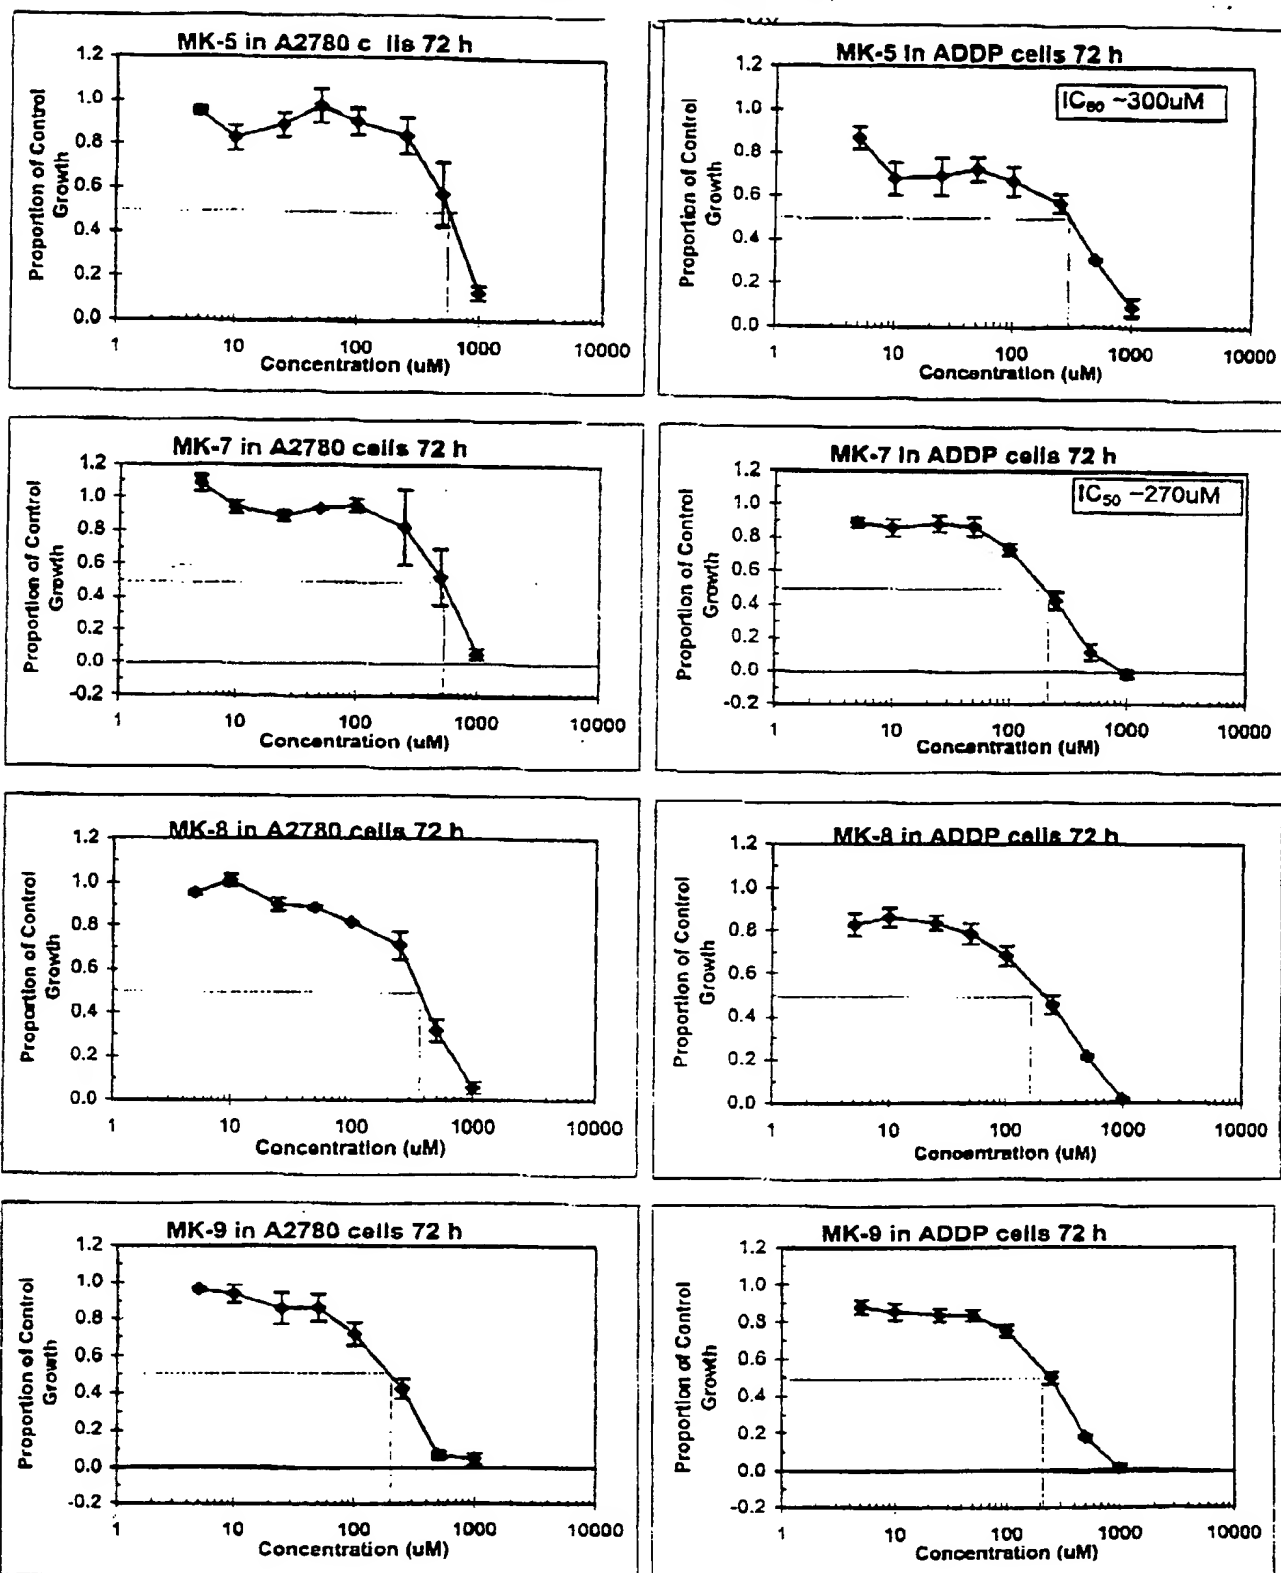 MK-5 in A2780 c lls 72 h
1.2
1.0
0.8
0.6
0.4
0.2
0.0
Proportion of Control
Growth
1 10 100 1000 10000
Concentration (uM)
MK-5 in ADDP cells 72 h
IC50 ~300uM
1.2
1.0
0.8
0.6
0.4
0.2
0.0
Proportion of Control
Growth
1 10 100 1000 10000
Concentration (uM)
MK-7 in A2780 cells 72 h
1.2
1.0
0.8
0.6
0.4
0.2
0.0
-0.2
Proportion of Control
Growth
1 10 100 1000 10000
Concentration (uM)
MK-7 in ADDP cells 72 h
IC50 ~270uM
1.2
1.0
0.8
0.6
0.4
0.2
0.0
-0.2
Proportion of Control
Growth
1 10 100 1000 10000
Concentration (uM)
MK-8 in A2780 cells 72 h
1.2
1.0
0.8
0.6
0.4
0.2
0.0
Proportion of Control
Growth
1 10 100 1000 10000
Concentration (uM)
MK-8 in ADDP cells 72 h
1.2
1.0
0.8
0.6
0.4
0.2
0.0
Proportion of Control
Growth
1 10 100 1000 10000
Concentration (uM)
MK-9 in A2780 cells 72 h
1.2
1.0
0.8
0.6
0.4
0.2
0.0
-0.2
Proportion of Control
Growth
1 10 100 1000 10000
Concentration (uM)
MK-9 in ADDP cells 72 h
1.2
1.0
0.8
0.6
0.4
0.2
0.0
-0.2
Proportion of Control
Growth
1 10 100 1000 10000
Concentration (uM)